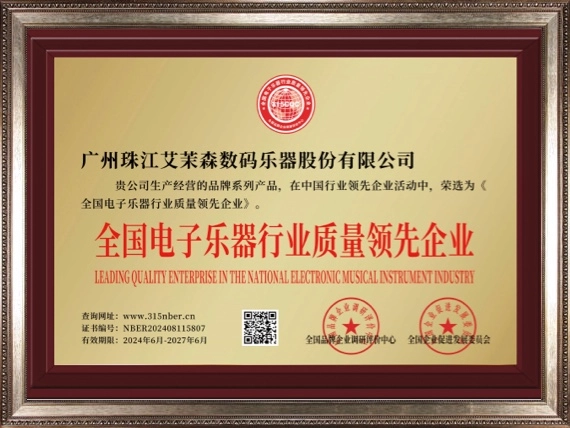 315CCC
广州珠江艾茉森数码乐器股份有限公司
贵公司生产经营的品牌系列产品，在中国行业领先企业活动中，荣选为《
全国电子乐器行业质量领先企业》。
全国电子乐器行业质量领先企业
LEADING QUALITY ENTERPRISE IN THE NATIONAL ELECTRONIC MUSICAL INSTRUMENT INDUSTRY
查询网址：www.315nber.cn
证书编号：NBER202408115807
有效期限：2024年6月-2027年6月
全国品牌企业调研评价中心
全国企业促进发展委员会